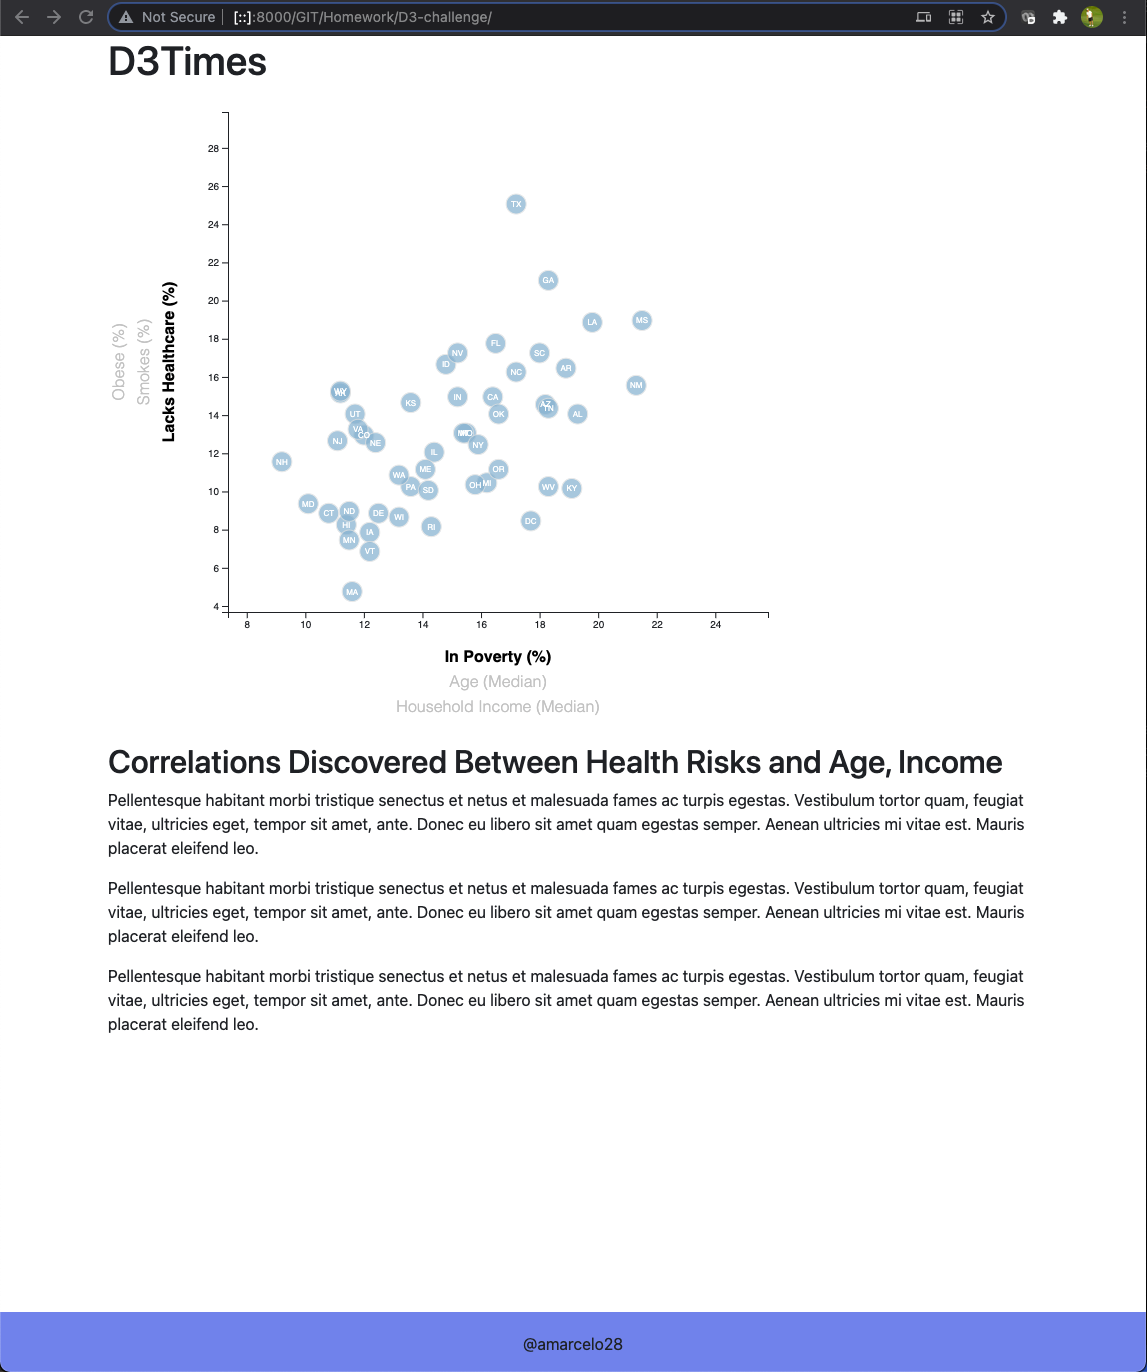 Not Secure | [::]:8000/GIT/Homework/D3-challenge/
D3Times
28
26
24
22
20
18
16
14
12
10
8
6
4
Obese (%)
Smokes (%)
Lacks Healthcare (%)
TX
GA
LA
MS
FL
NV
SC
ID
AR
NC
NM
KS
IN
CA
UT
OK
TN
AL
VA
CO
NJ
NE
NY
IL
NH
ME
OR
WA
PA
SD
OH
MI
WV
KY
MD
CT
ND
DE
WI
HI
DC
RI
IA
MN
VT
MA
8 10 12 14 16 18 20 22 24
In Poverty (%)
Age (Median)
Household Income (Median)
Correlations Discovered Between Health Risks and Age, Income
Pellentesque habitant morbi tristique senectus et netus et malesuada fames ac turpis egestas. Vestibulum tortor quam, feugiat
vitae, ultricies eget, tempor sit amet, ante. Donec eu libero sit amet quam egestas semper. Aenean ultricies mi vitae est. Mauris
placerat eleifend leo.
Pellentesque habitant morbi tristique senectus et netus et malesuada fames ac turpis egestas. Vestibulum tortor quam, feugiat
vitae, ultricies eget, tempor sit amet, ante. Donec eu libero sit amet quam egestas semper. Aenean ultricies mi vitae est. Mauris
placerat eleifend leo.
Pellentesque habitant morbi tristique senectus et netus et malesuada fames ac turpis egestas. Vestibulum tortor quam, feugiat
vitae, ultricies eget, tempor sit amet, ante. Donec eu libero sit amet quam egestas semper. Aenean ultricies mi vitae est. Mauris
placerat eleifend leo.
@amarcelo28